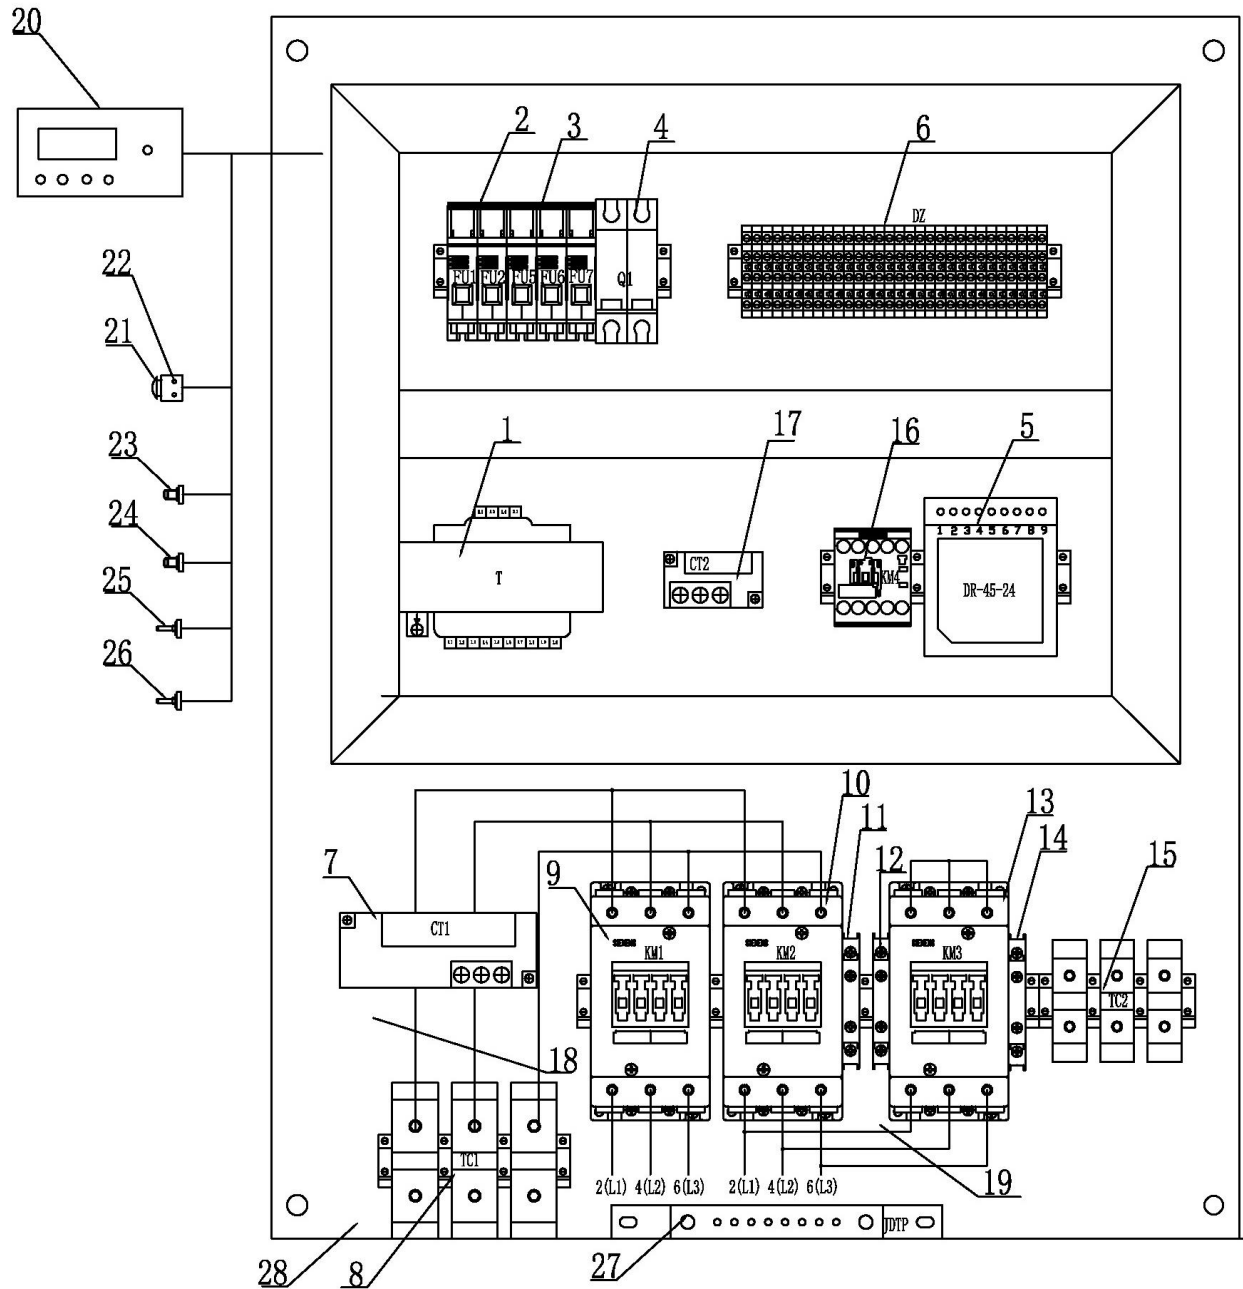 20
2
3
4
6
DZ
FU1
FU2
FU5
FU6
FU7
Q1
22
21
1
17
16
5
23
24
25
26
T
CT2
KM4
1 2 3 4 5 6 7 8 9
DR-45-24
10
11
12
13
14
15
7
9
CT1
SIEMENS
KM1
SIEMENS
KM2
SIEMENS
KM3
TC2
18
TC1
19
2(L1) 4(L2) 6(L3)
2(L1) 4(L2) 6(L3)
JDTP
28
8
27